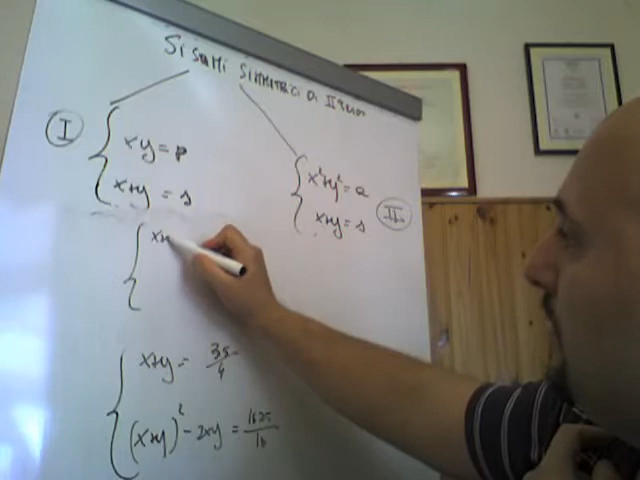 SISTEMI SIMMETRICI DI II GRADO
I
xy = p
x+y = s
x²+y² = a
x+y = s
II
x+
x+y = 35/4
(x+y)² - 2xy = 1625/16